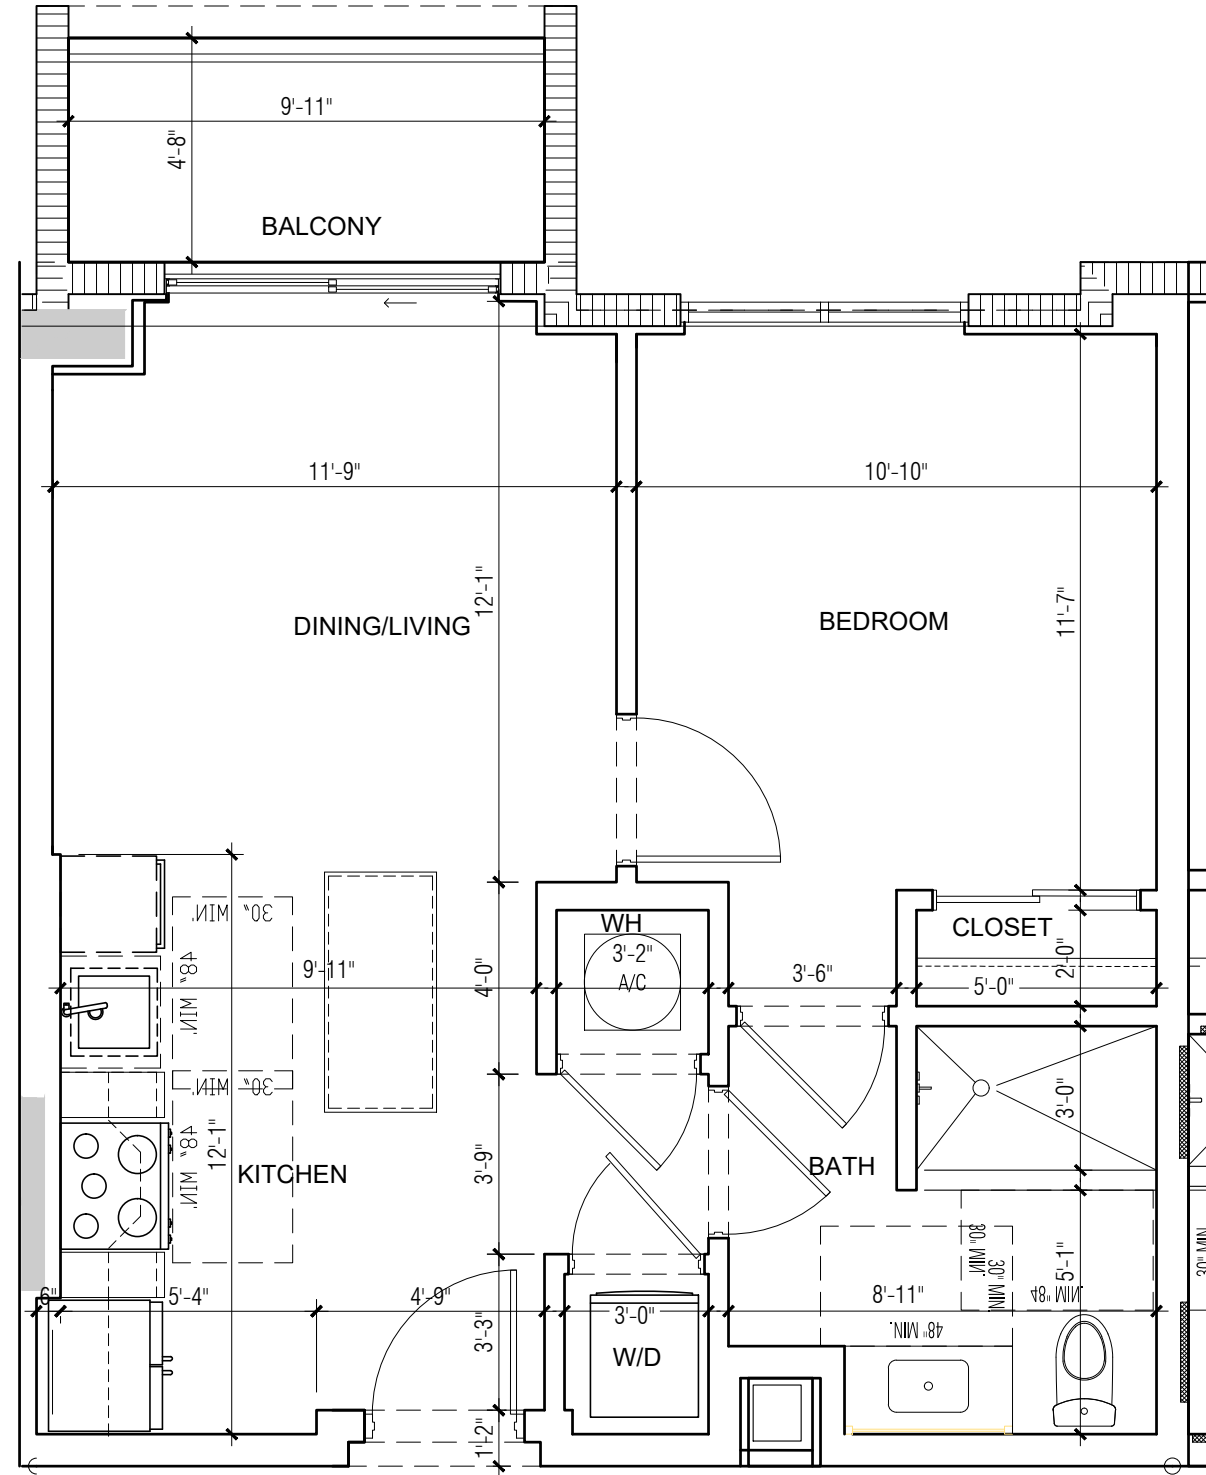 9'-11"
4'-8"
BALCONY
11'-9"
10'-10"
12'-1"
11'-7"
DINING/LIVING
BEDROOM
30" MIN.
WH
CLOSET
3'-2"
A/C
48" MIN.
9'-11"
4'-0"
3'-6"
2'-0"
5'-0"
30" MIN.
3'-0"
48" MIN.
12'-1"
KITCHEN
3'-9"
BATH
30" MIN.
30" MIN
5'-1"
30" MIN
48" MIN.
6"
5'-4"
4'-9"
3'-3"
3'-0"
8'-11"
48" MIN.
W/D
1'-2"